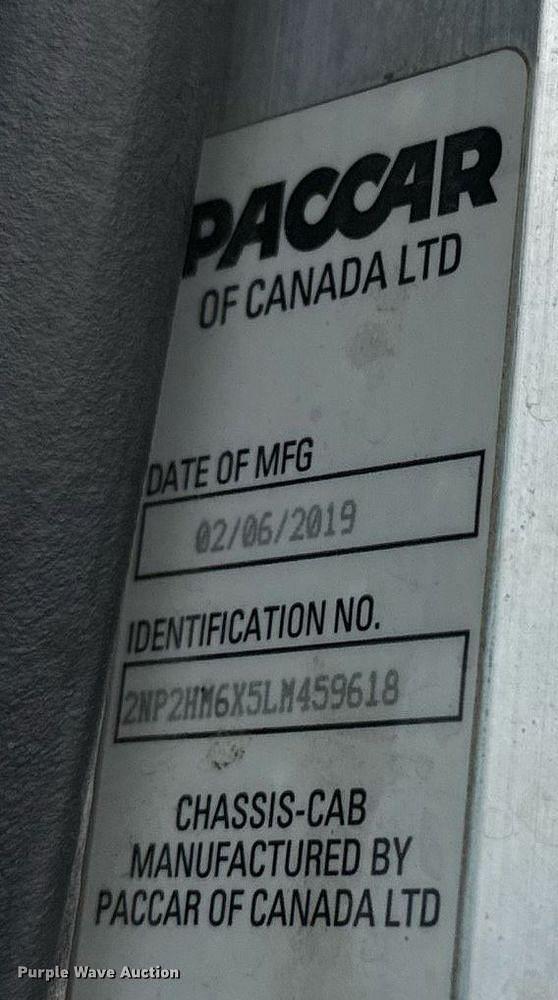 PACCAR
OF CANADA LTD
DATE OF MFG
02/06/2019
IDENTIFICATION NO.
2NP2HM6X5LM459618
CHASSIS-CAB
MANUFACTURED BY
PACCAR OF CANADA LTD
Purple Wave Auction